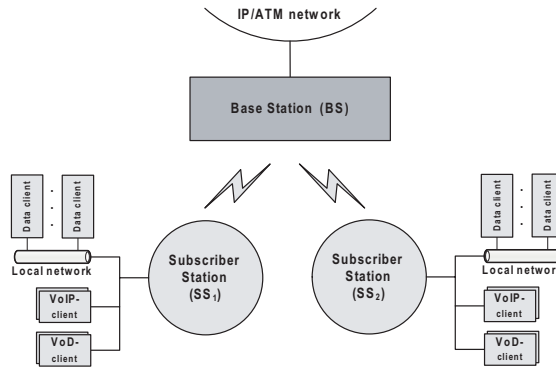 IP/ATM network
Base Station (BS)
Data client
Data client
Local network
VoIP-
client
VoD-
client
Subscriber
Station
(SS₁)
Subscriber
Station
(SS₂)
Data client
Data client
Local network
VoIP-
client
VoD-
client